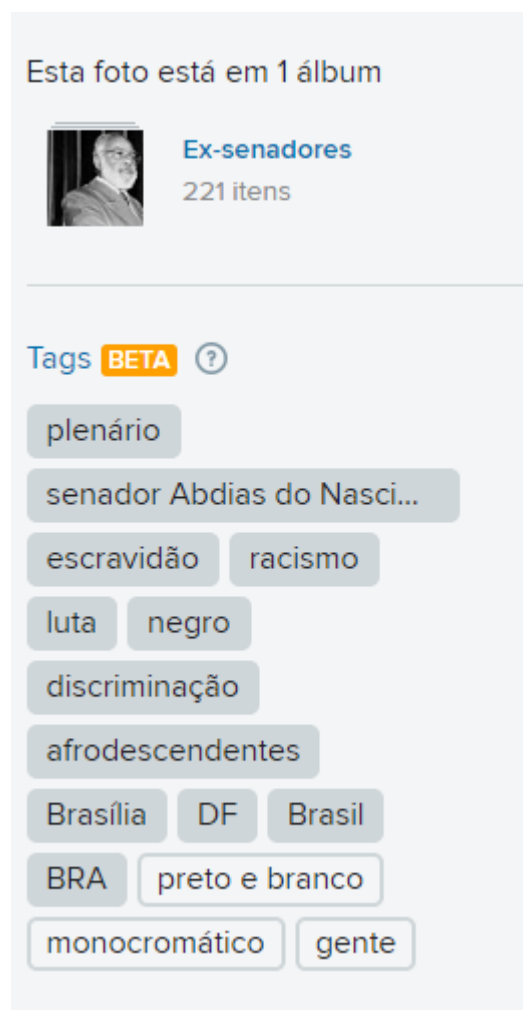 Esta foto está em 1 álbum
Ex-senadores
221 itens
Tags BETA ?
plenário
senador Abdias do Nasci...
escravidão racismo
luta negro
discriminação
afrodescendentes
Brasília DF Brasil
BRA preto e branco
monocromático gente